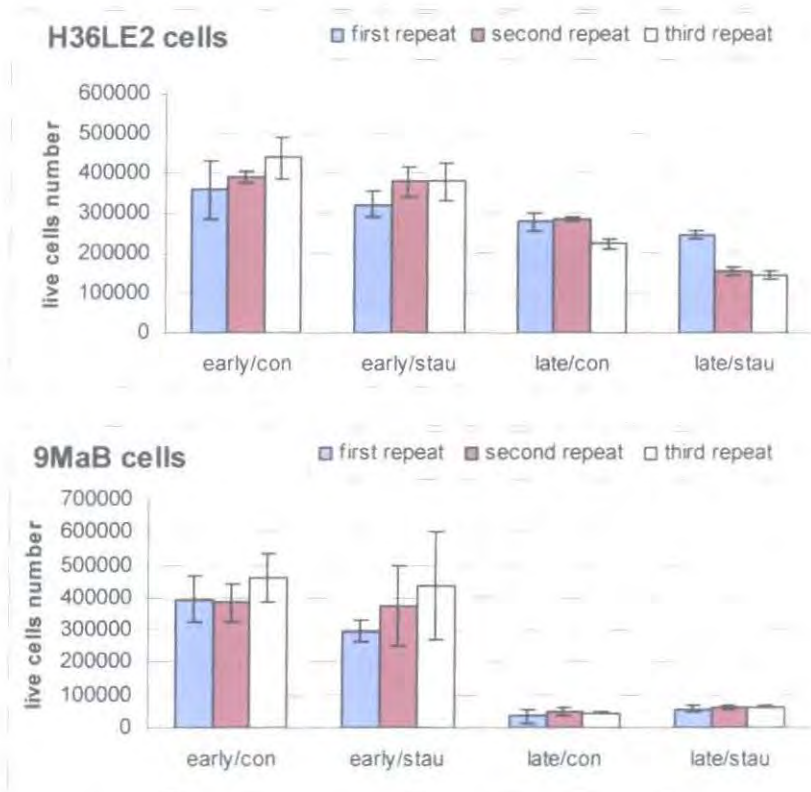 H36LE2 cells
first repeat second repeat third repeat
live cells number
600000
500000
400000
300000
200000
100000
0
early/con early/stau late/con late/stau
9MaB cells
first repeat second repeat third repeat
live cells number
700000
600000
500000
400000
300000
200000
100000
0
early/con early/stau late/con late/stau